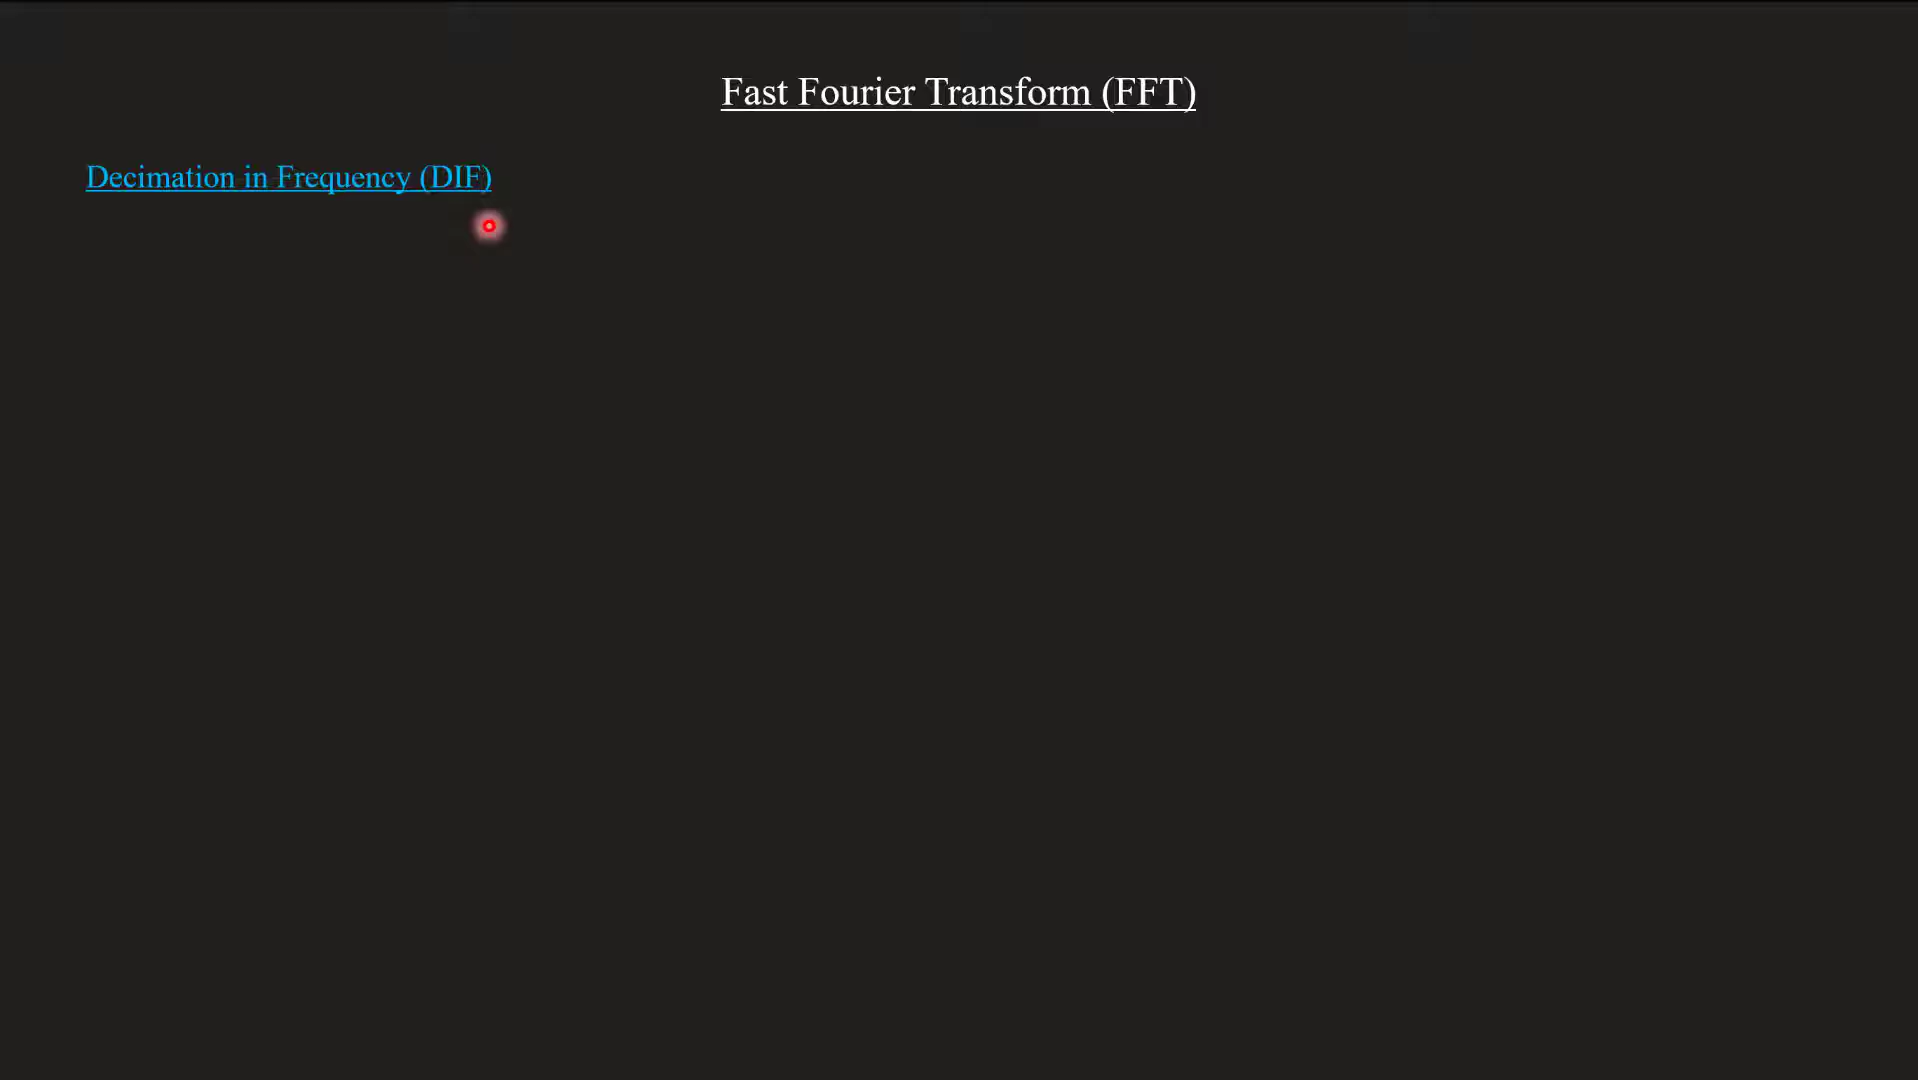 Fast Fourier Transform (FFT)
Decimation in Frequency (DIF)